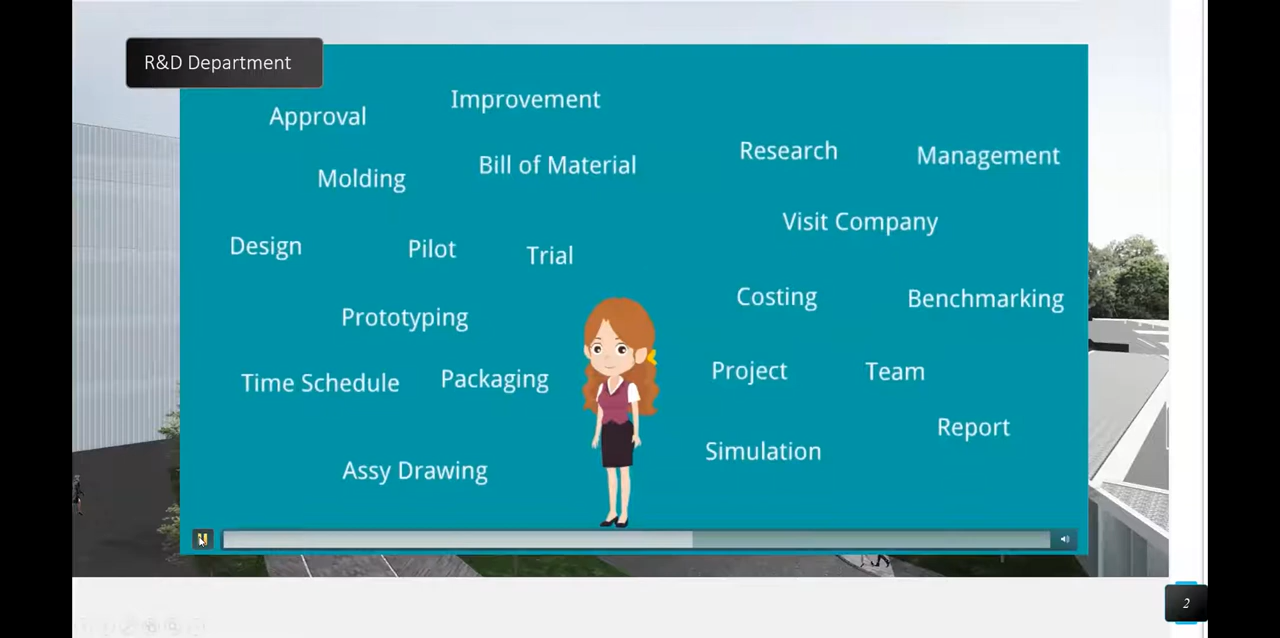 R&D Department
Improvement
Approval
Research
Management
Bill of Material
Molding
Visit Company
Design
Pilot
Trial
Costing
Benchmarking
Prototyping
Project
Team
Time Schedule
Packaging
Report
Simulation
Assy Drawing
2